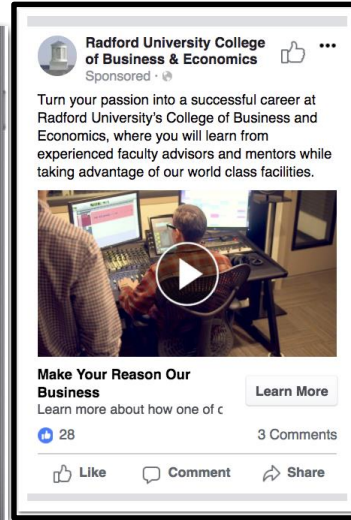 Radford University College
of Business & Economics
Sponsored ·
Turn your passion into a successful career at
Radford University's College of Business and
Economics, where you will learn from
experienced faculty advisors and mentors while
taking advantage of our world class facilities.
Make Your Reason Our
Business
Learn more about how one of c
Learn More
28
3 Comments
Like
Comment
Share